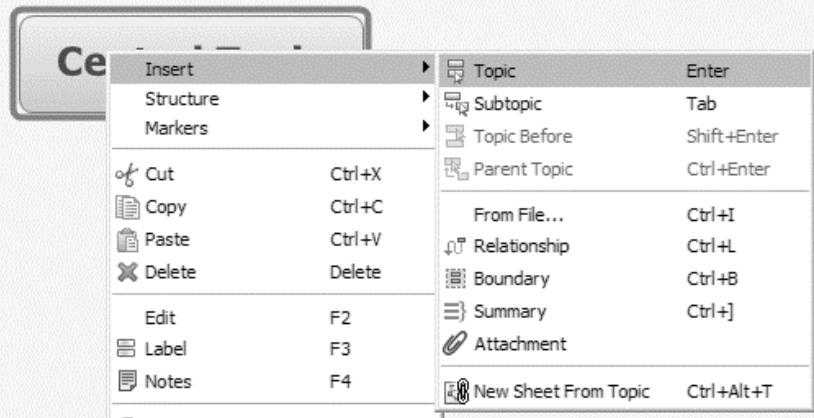 Insert
Structure
Markers
Cut Ctrl+X
Copy Ctrl+C
Paste Ctrl+V
Delete Delete
Edit F2
Label F3
Notes F4
Topic Enter
Subtopic Tab
Topic Before Shift+Enter
Parent Topic Ctrl+Enter
From File... Ctrl+I
Relationship Ctrl+L
Boundary Ctrl+B
Summary Ctrl+]
Attachment
New Sheet From Topic Ctrl+Alt+T